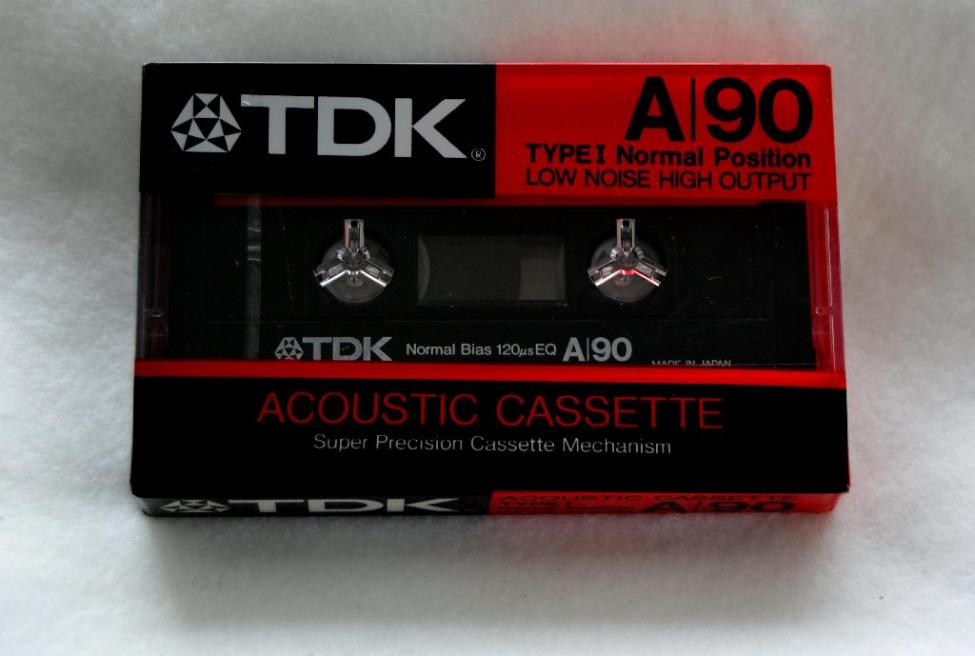 TDK®
A|90
TYPE I Normal Position
LOW NOISE HIGH OUTPUT
TDK Normal Bias 120μs EQ A|90
MADE IN JAPAN
ACOUSTIC CASSETTE
Super Precision Cassette Mechanism
TDK
ACOUSTIC CASSETTE
TYPE I
A|90